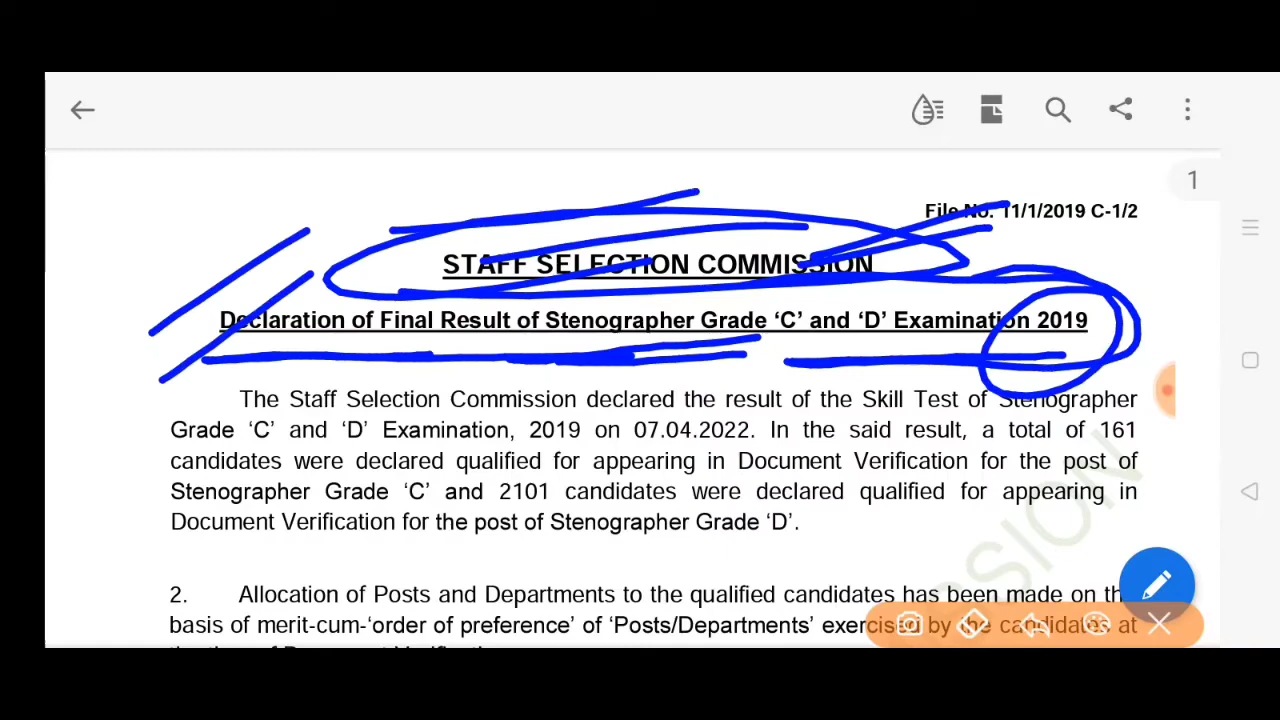 1
File No. 11/1/2019 C-1/2
STAFF SELECTION COMMISSION
Declaration of Final Result of Stenographer Grade ‘C’ and ‘D’ Examination 2019
The Staff Selection Commission declared the result of the Skill Test of Stenographer
Grade ‘C’ and ‘D’ Examination, 2019 on 07.04.2022. In the said result, a total of 161
candidates were declared qualified for appearing in Document Verification for the post of
Stenographer Grade ‘C’ and 2101 candidates were declared qualified for appearing in
Document Verification for the post of Stenographer Grade ‘D’.
2. Allocation of Posts and Departments to the qualified candidates has been made on the
basis of merit-cum-‘order of preference’ of ‘Posts/Departments’ exercised by the candidates at